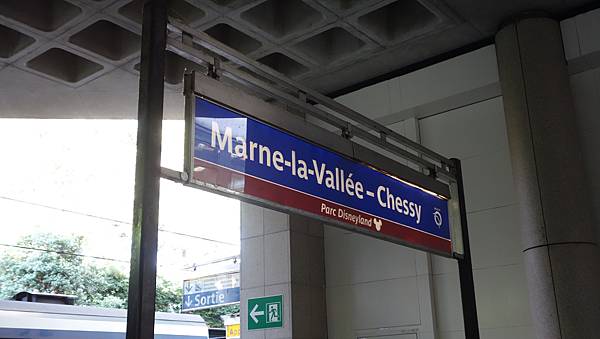 Marne-la-Vallée – Chessy
Parc Disneyland
Sortie